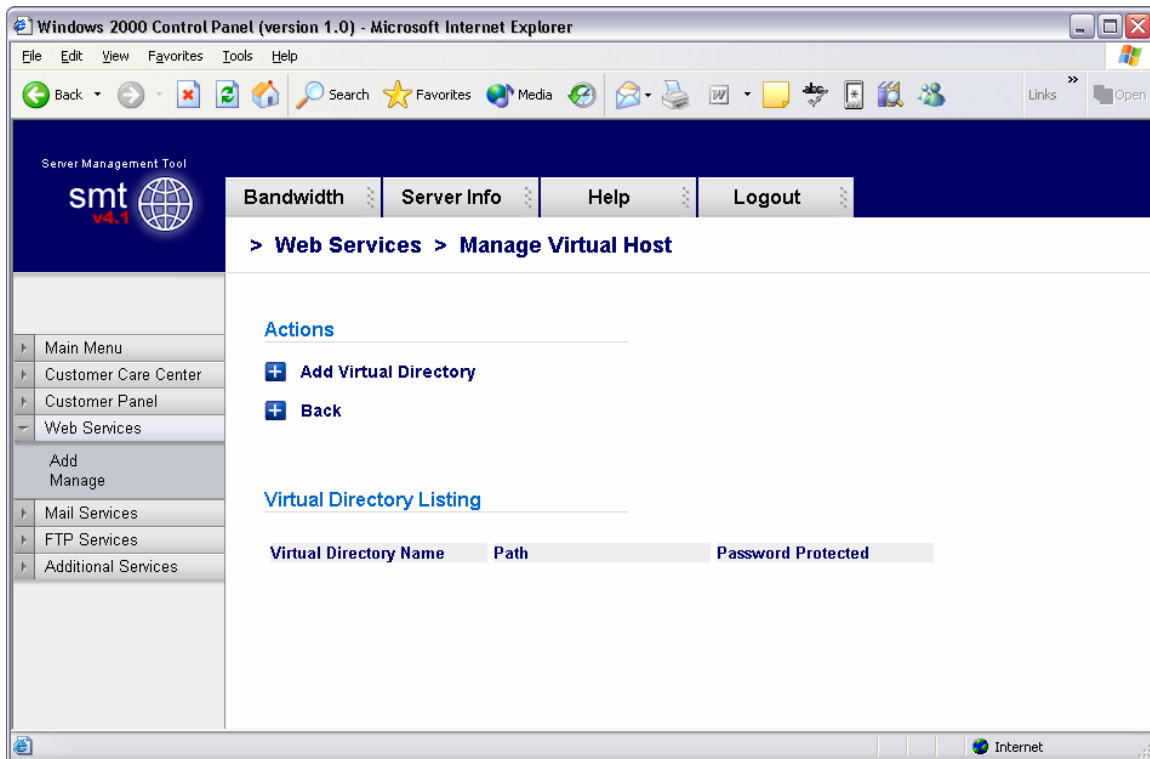 Windows 2000 Control Panel (version 1.0) - Microsoft Internet Explorer
File Edit View Favorites Tools Help
Back Search Favorites Media Links Open
Server Management Tool
smt
v4.1
Bandwidth Server Info Help Logout
> Web Services > Manage Virtual Host
Actions
Add Virtual Directory
Back
Main Menu
Customer Care Center
Customer Panel
Web Services
Add
Manage
Mail Services
FTP Services
Additional Services
Virtual Directory Listing
Virtual Directory Name Path Password Protected
Internet